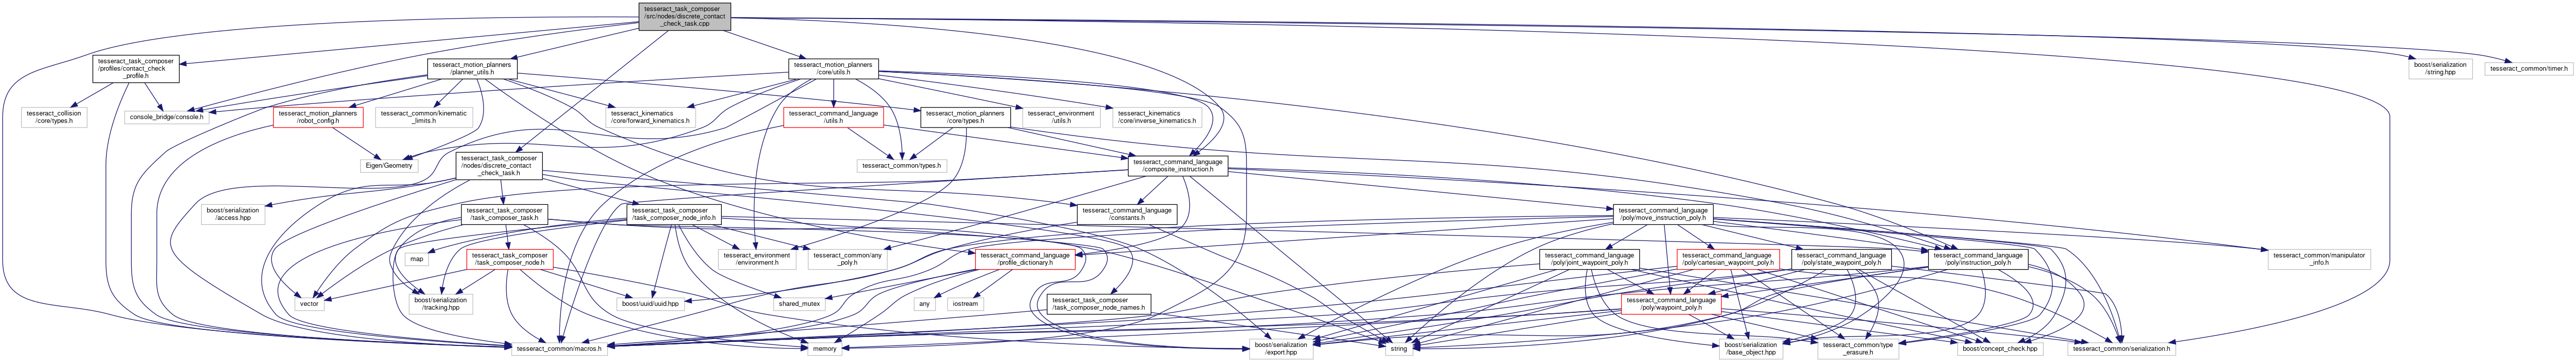 tesseract_task_composer
/src/nodes/discrete_contact
_check_task.cpp
tesseract_task_composer
/profiles/contact_check
_profile.h
tesseract_motion_planners
/planner_utils.h
tesseract_motion_planners
/core/utils.h
boost/serialization
/string.hpp
tesseract_common/timer.h
tesseract_collision
/core/types.h
console_bridge/console.h
tesseract_motion_planners
/robot_config.h
tesseract_common/kinematic
_limits.h
tesseract_kinematics
/core/forward_kinematics.h
tesseract_command_language
/utils.h
tesseract_motion_planners
/core/types.h
tesseract_environment
/utils.h
tesseract_kinematics
/core/inverse_kinematics.h
Eigen/Geometry
tesseract_task_composer
/nodes/discrete_contact
_check_task.h
tesseract_common/types.h
tesseract_command_language
/composite_instruction.h
boost/serialization
/access.hpp
tesseract_task_composer
/task_composer_task.h
tesseract_task_composer
/task_composer_node_info.h
tesseract_command_language
/constants.h
tesseract_command_language
/poly/move_instruction_poly.h
map
tesseract_task_composer
/task_composer_node.h
tesseract_environment
/environment.h
tesseract_common/any
_poly.h
tesseract_command_language
/profile_dictionary.h
tesseract_command_language
/poly/joint_waypoint_poly.h
tesseract_command_language
/poly/cartesian_waypoint_poly.h
tesseract_command_language
/poly/state_waypoint_poly.h
tesseract_command_language
/poly/instruction_poly.h
tesseract_common/manipulator
_info.h
vector
boost/serialization
/tracking.hpp
boost/uuid/uuid.hpp
shared_mutex
any
iostream
tesseract_task_composer
/task_composer_node_names.h
tesseract_command_language
/poly/waypoint_poly.h
tesseract_common/macros.h
memory
boost/serialization
/export.hpp
string
boost/serialization
/base_object.hpp
tesseract_common/type
_erasure.h
boost/concept_check.hpp
tesseract_common/serialization.h